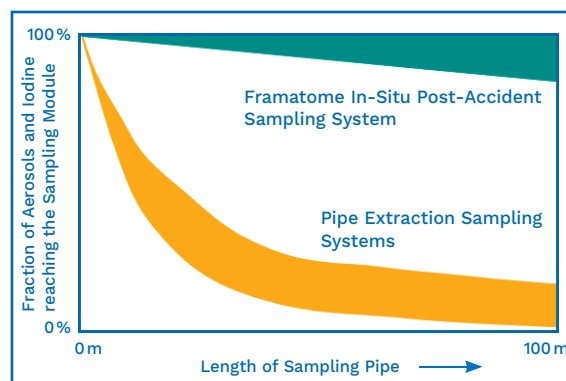 100 %
Fraction of Aerosols and Iodine
reaching the Sampling Module
Framatome In-Situ Post-Accident
Sampling System
Pipe Extraction Sampling
Systems
0 %
0 m
100 m
Length of Sampling Pipe